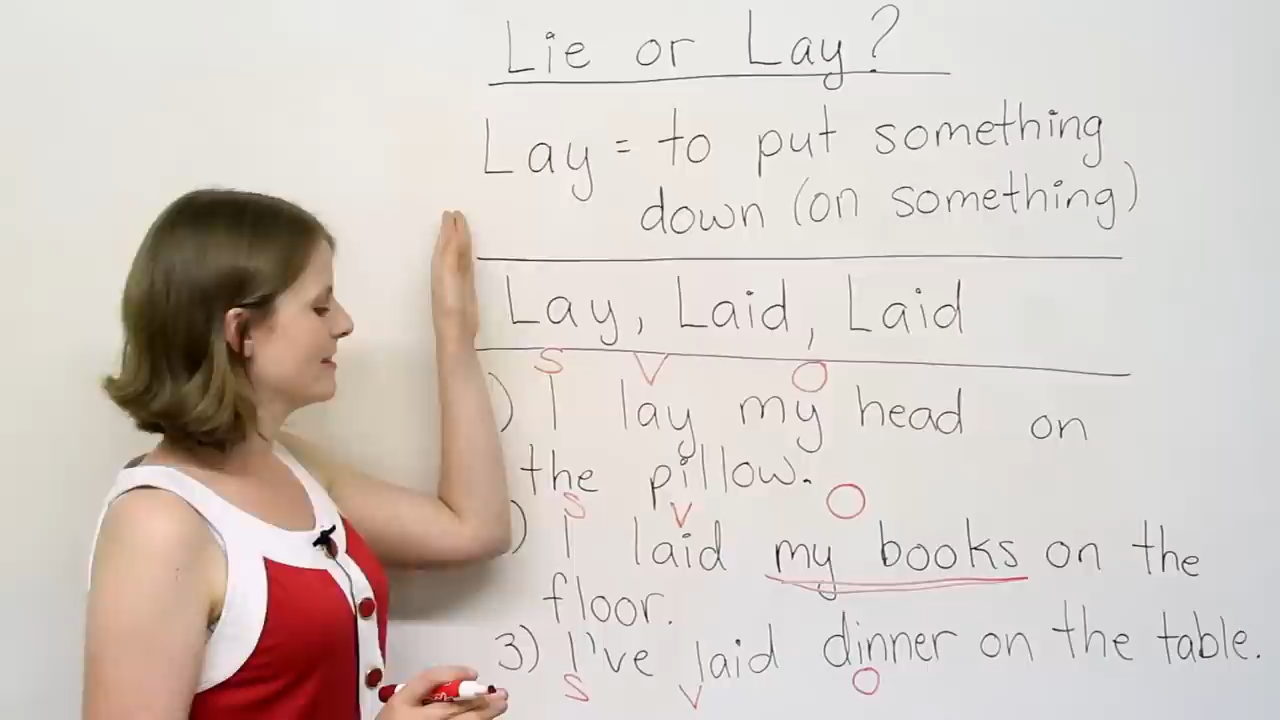 Lie or Lay?
Lay = to put something
down (on something)
Lay, Laid, Laid
S V O
) I lay my head on
the pillow.
S V O
) I laid my books on the
floor.
3) I've laid dinner on the table.
S V O